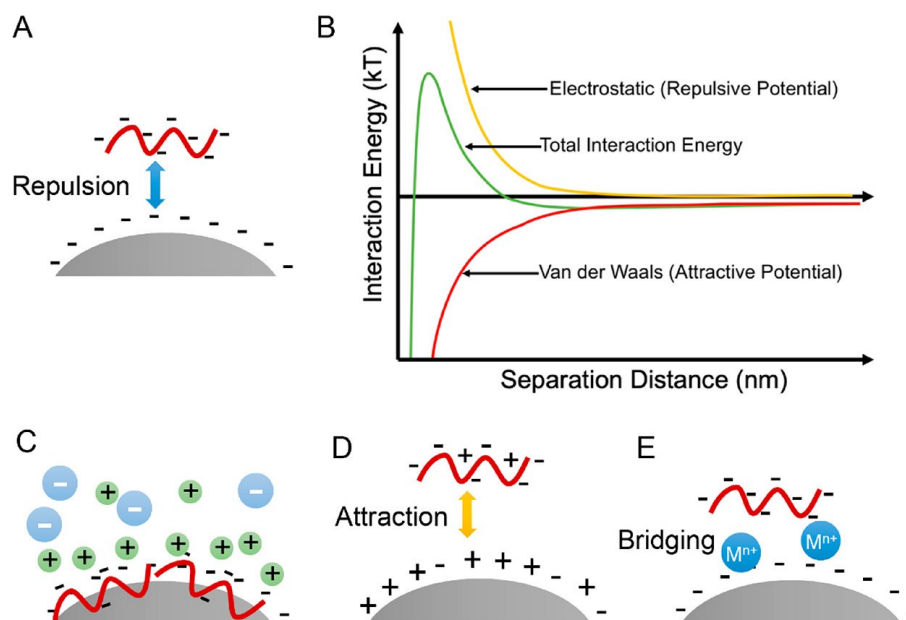 A
Repulsion
B
Interaction Energy (kT)
Electrostatic (Repulsive Potential)
Total Interaction Energy
Van der Waals (Attractive Potential)
Separation Distance (nm)
C
D
Attraction
E
Bridging
Mⁿ⁺
Mⁿ⁺